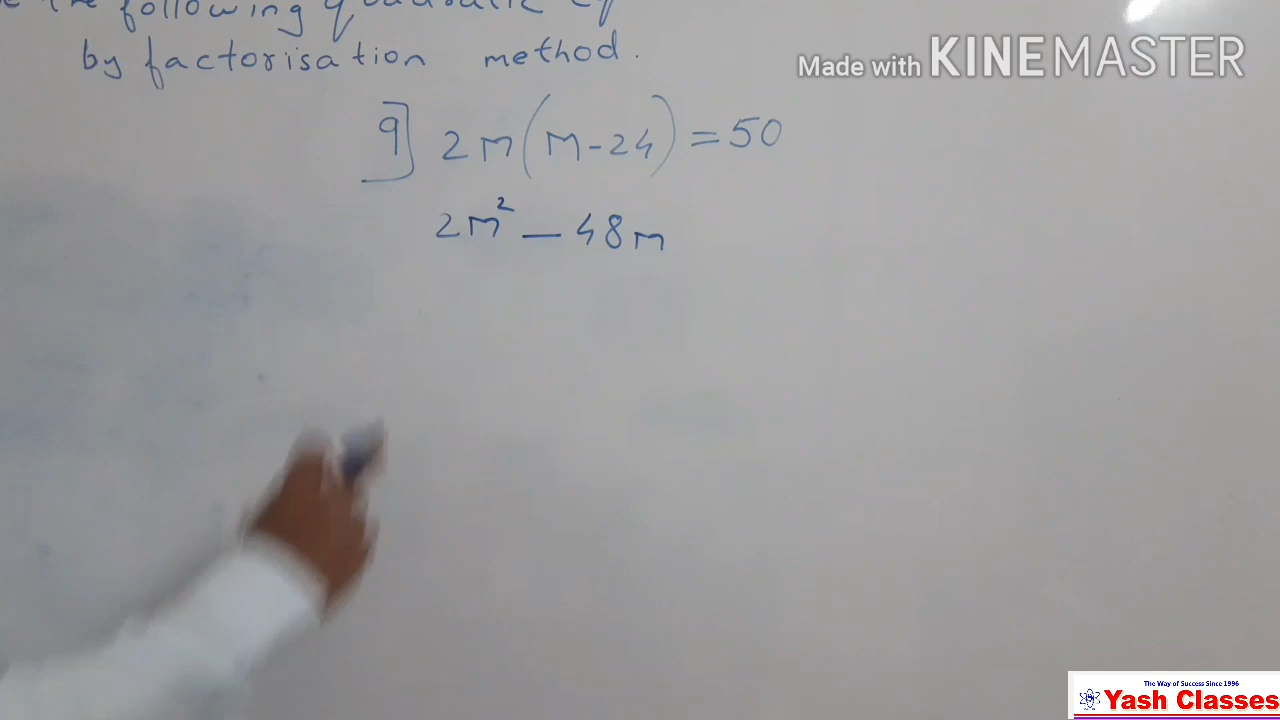 the following
by factorisation method.
Made with KINEMASTER
9] 2m(m-24)=50
2m² - 48m
The Way of Success Since 1996
Yash Classes